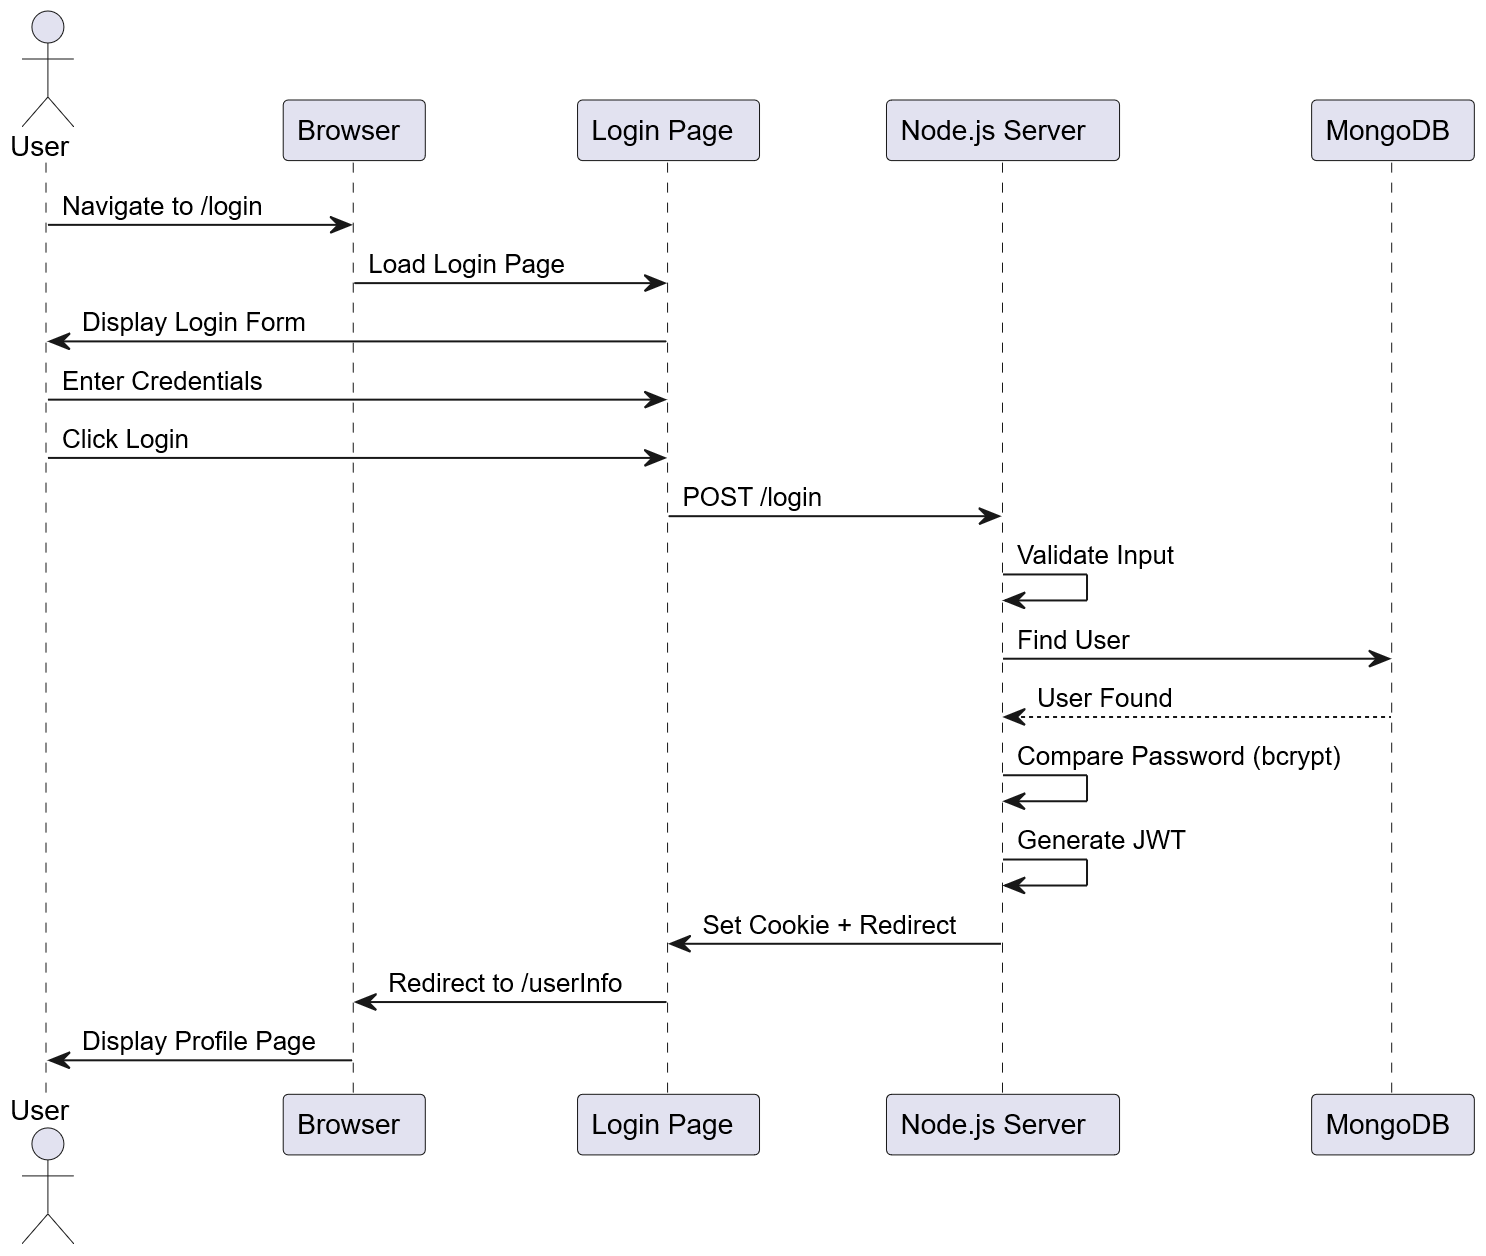 User
Browser
Login Page
Node.js Server
MongoDB
Navigate to /login
Load Login Page
Display Login Form
Enter Credentials
Click Login
POST /login
Validate Input
Find User
User Found
Compare Password (bcrypt)
Generate JWT
Set Cookie + Redirect
Redirect to /userInfo
Display Profile Page
User
Browser
Login Page
Node.js Server
MongoDB